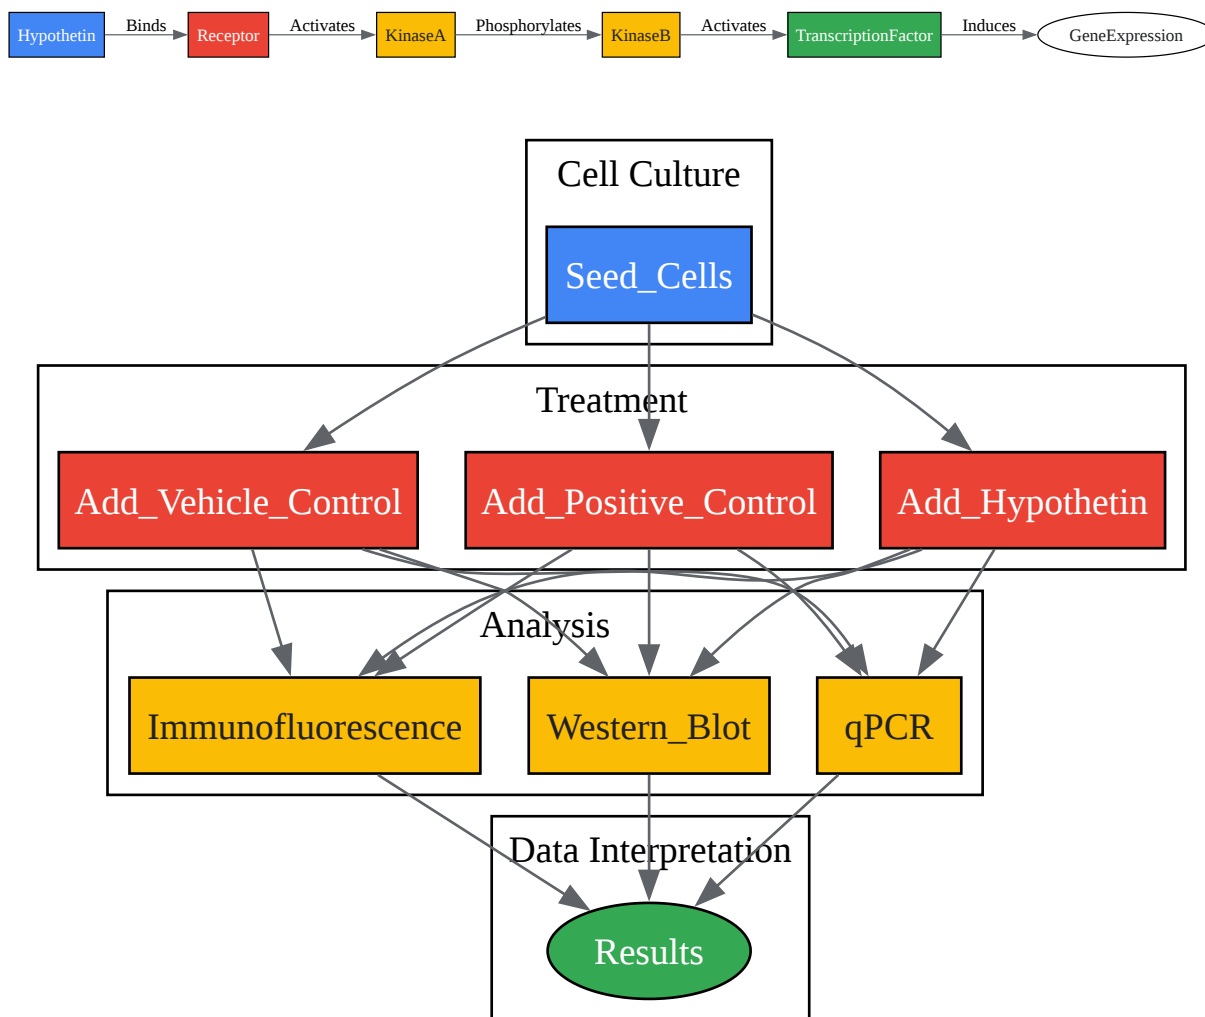 Hypothetin Binds Receptor Activates KinaseA Phosphorylates KinaseB Activates TranscriptionFactor Induces GeneExpression
Cell Culture
Seed_Cells
Treatment
Add_Vehicle_Control Add_Positive_Control Add_Hypothetin
Analysis
Immunofluorescence Western_Blot qPCR
Data Interpretation
Results